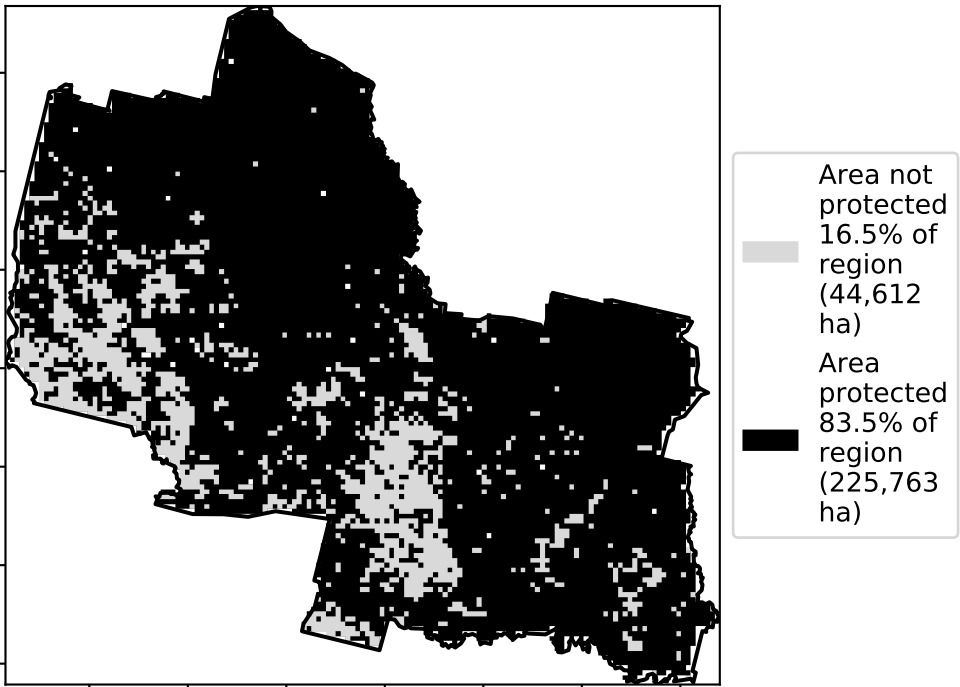 Area not
protected
16.5% of
region
(44,612
ha)
Area
protected
83.5% of
region
(225,763
ha)